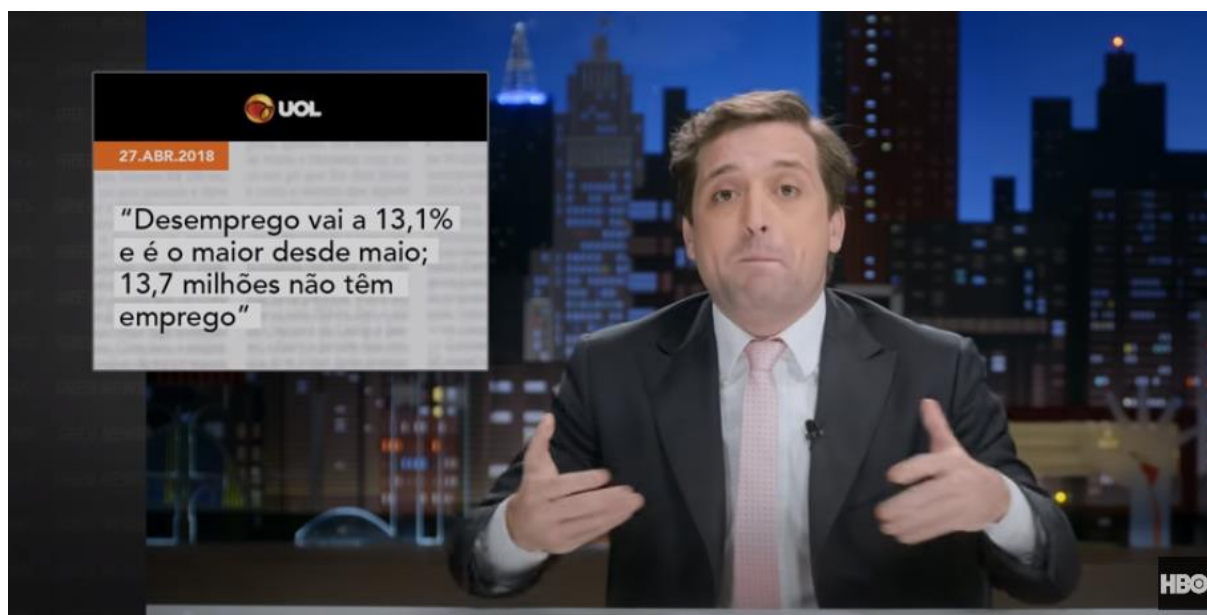 UOL
27.ABR.2018
“Desemprego vai a 13,1%
e é o maior desde maio;
13,7 milhões não têm
emprego”
HBO